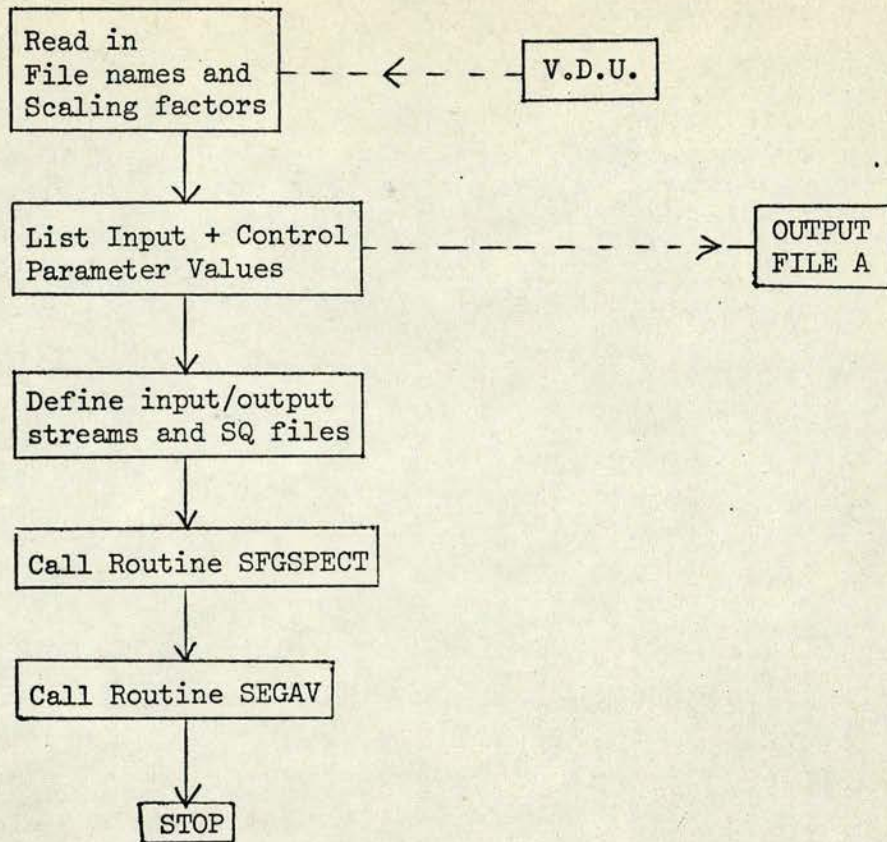 Read in
File names and
Scaling factors
V.D.U.
List Input + Control
Parameter Values
OUTPUT
FILE A
Define input/output
streams and SQ files
Call Routine SFGSPECT
Call Routine SEGAV
STOP